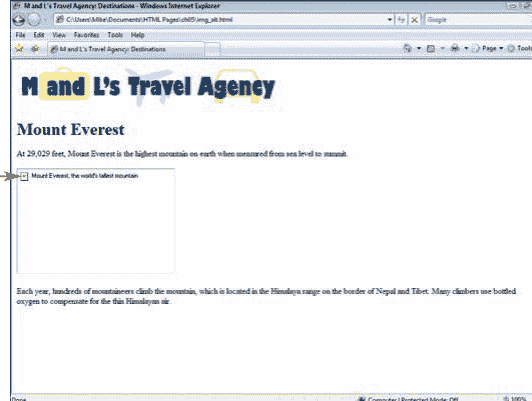 M and L's Travel Agency: Destinations - Windows Internet Explorer
C:\Users\Mike\Documents\HTML Pages\ch05\img_alt.html
Google
File Edit View Favorites Tools Help
M and L's Travel Agency: Destinations
Page Tools
M and L's Travel Agency
Mount Everest
At 29,029 feet, Mount Everest is the highest mountain on earth when measured from sea level to summit.
Mount Everest, the world's tallest mountain
Each year, hundreds of mountaineers climb the mountain, which is located in the Himalaya range on the border of Nepal and Tibet. Many climbers use bottled
oxygen to compensate for the thin Himalayan air.
Done Computer | Protected Mode: Off 100%